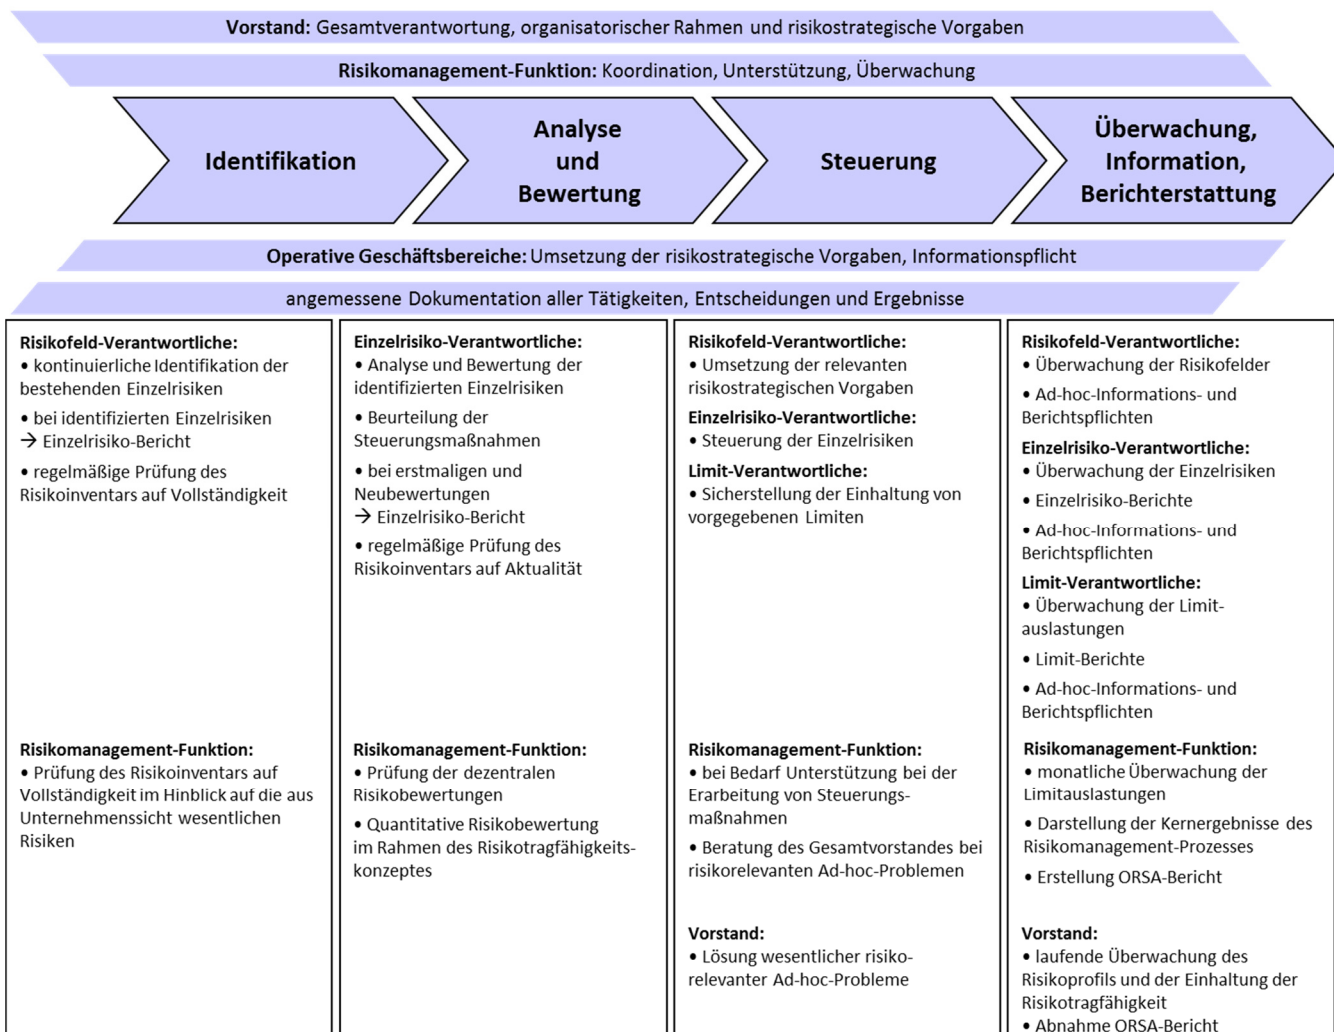 Vorstand: Gesamtverantwortung, organisatorischer Rahmen und risikostrategische Vorgaben
Risikomanagement-Funktion: Koordination, Unterstützung, Überwachung
Identifikation
Analyse
und
Bewertung
Steuerung
Überwachung,
Information,
Berichterstattung
Operative Geschäftsbereiche: Umsetzung der risikostrategische Vorgaben, Informationspflicht
angemessene Dokumentation aller Tätigkeiten, Entscheidungen und Ergebnisse
Risikofeld-Verantwortliche:
• kontinuierliche Identifikation der
bestehenden Einzelrisiken
• bei identifizierten Einzelrisiken
→ Einzelrisiko-Bericht
• regelmäßige Prüfung des
Risikoinventars auf Vollständigkeit
Risikomanagement-Funktion:
• Prüfung des Risikoinventars auf
Vollständigkeit im Hinblick auf die aus
Unternehmenssicht wesentlichen
Risiken
Einzelrisiko-Verantwortliche:
• Analyse und Bewertung der
identifizierten Einzelrisiken
• Beurteilung der
Steuerungsmaßnahmen
• bei erstmaligen und
Neubewertungen
→ Einzelrisiko-Bericht
• regelmäßige Prüfung des
Risikoinventars auf Aktualität
Risikomanagement-Funktion:
• Prüfung der dezentralen
Risikobewertungen
• Quantitative Risikobewertung
im Rahmen des Risikotragfähigkeits-
konzeptes
Risikofeld-Verantwortliche:
• Umsetzung der relevanten
risikostrategischen Vorgaben
Einzelrisiko-Verantwortliche:
• Steuerung der Einzelrisiken
Limit-Verantwortliche:
• Sicherstellung der Einhaltung von
vorgegebenen Limiten
Risikomanagement-Funktion:
• bei Bedarf Unterstützung bei der
Erarbeitung von Steuerungs-
maßnahmen
• Beratung des Gesamtvorstandes bei
risikorelevanten Ad-hoc-Problemen
Vorstand:
• Lösung wesentlicher risiko-
relevanter Ad-hoc-Probleme
Risikofeld-Verantwortliche:
• Überwachung der Risikofelder
• Ad-hoc-Informations- und
Berichtspflichten
Einzelrisiko-Verantwortliche:
• Überwachung der Einzelrisiken
• Einzelrisiko-Berichte
• Ad-hoc-Informations- und
Berichtspflichten
Limit-Verantwortliche:
• Überwachung der Limit-
auslastungen
• Limit-Berichte
• Ad-hoc-Informations- und
Berichtspflichten
Risikomanagement-Funktion:
• monatliche Überwachung der
Limitauslastungen
• Darstellung der Kernergebnisse des
Risikomanagement-Prozesses
• Erstellung ORSA-Bericht
Vorstand:
• laufende Überwachung des
Risikoprofils und der Einhaltung der
Risikotragfähigkeit
• Abnahme ORSA-Bericht